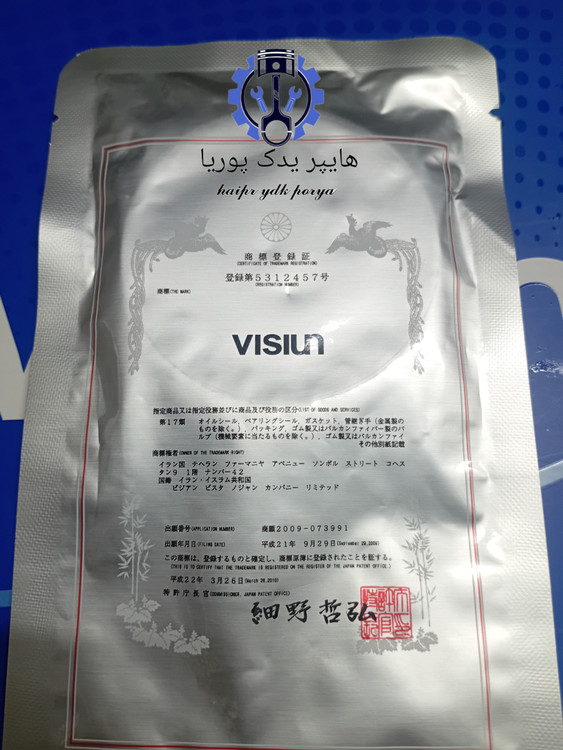 هایپر یدک پوریا
haipr ydk porya
商標登録証
(CERTIFICATE OF TRADEMARK REGISTRATION)
登録第5312457号
(REGISTRATION NUMBER)
商標(THE MARK)
VISIUN
指定商品又は指定役務並びに商品及び役務の区分(LIST OF GOODS AND SERVICES)
第17類 オイルシール、ベアリングシール、ガスケット、管継ぎ手(金属製の
ものを除く。)、パッキング、ゴム製又はバルカンファイバー製のバ
ルブ(機械要素に当たるものを除く。)、ゴム製又はバルカンファイ
その他別紙記載
商標権者(OWNER OF THE TRADEMARK RIGHT)
イラン国 テヘラン ファーマニヤ アベニュー ソンボル ストリート コヘス
タン9 1階 ナンバー42
国籍 イラン・イスラム共和国
ビジアン ビスタ ノジャン カンパニー リミテッド
出願番号(APPLICATION NUMBER) 商願2009-073991
出願年月日(FILING DATE) 平成21年 9月29日(September 29,2009)
この商標は、登録するものと確定し、商標原簿に登録されたことを証する。
(THIS IS TO CERTIFY THAT THE TRADEMARK IS REGISTERED ON THE REGISTER OF THE JAPAN PATENT OFFICE.)
平成22年 3月26日(March 26,2010)
特許庁長官(COMMISSIONER, JAPAN PATENT OFFICE)
細野哲弘